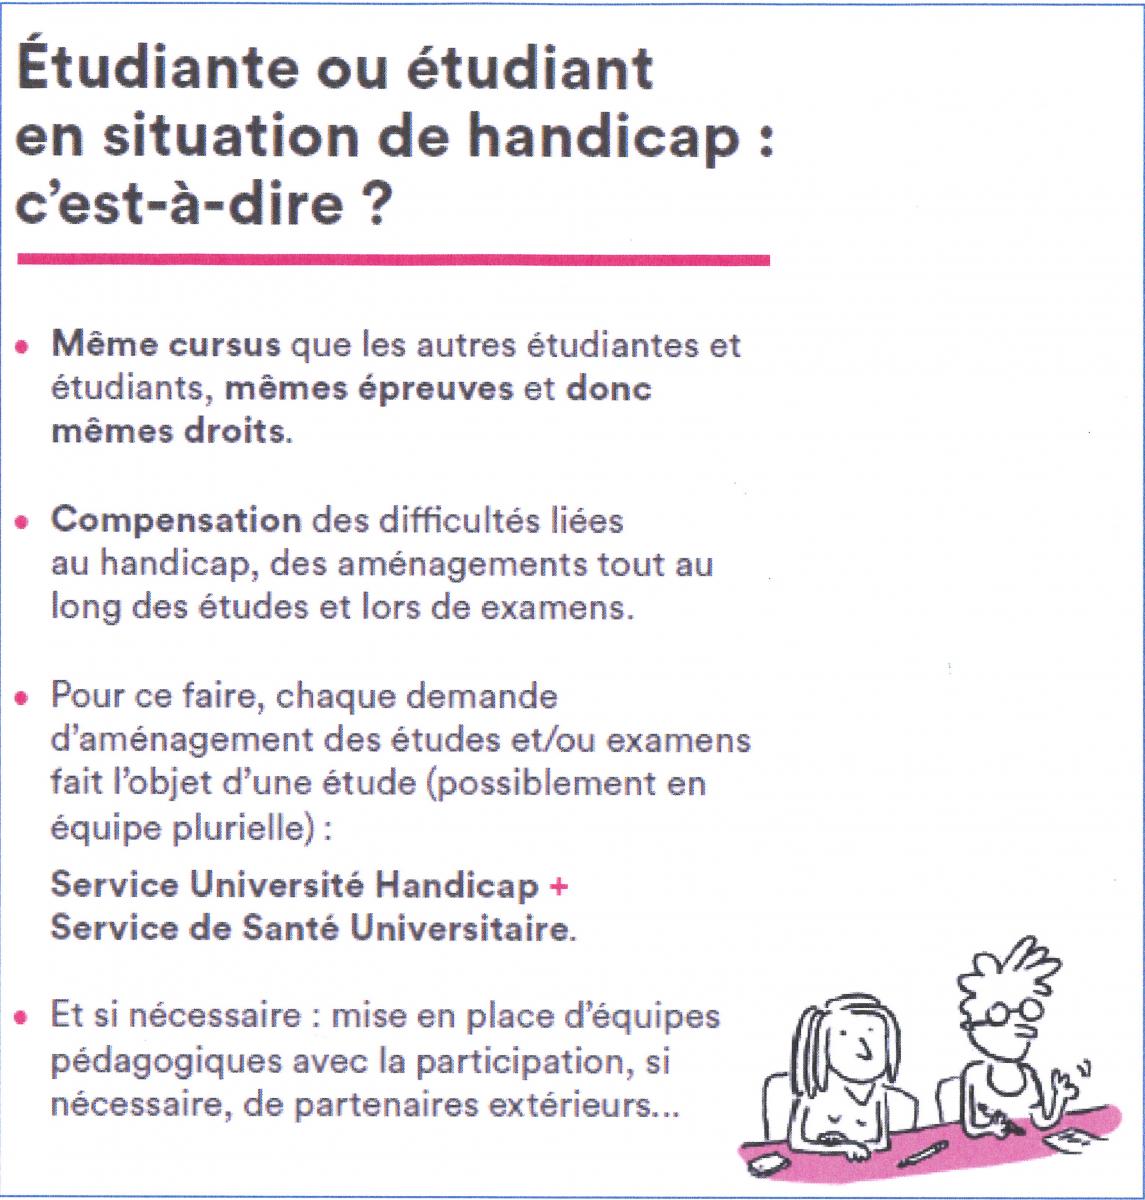 Étudiante ou étudiant
en situation de handicap :
c'est-à-dire ?
• Même cursus que les autres étudiantes et
étudiants, mêmes épreuves et donc
mêmes droits.
• Compensation des difficultés liées
au handicap, des aménagements tout au
long des études et lors de examens.
• Pour ce faire, chaque demande
d'aménagement des études et/ou examens
fait l'objet d'une étude (possiblement en
équipe plurielle) :
Service Université Handicap +
Service de Santé Universitaire.
• Et si nécessaire : mise en place d'équipes
pédagogiques avec la participation, si
nécessaire, de partenaires extérieurs...